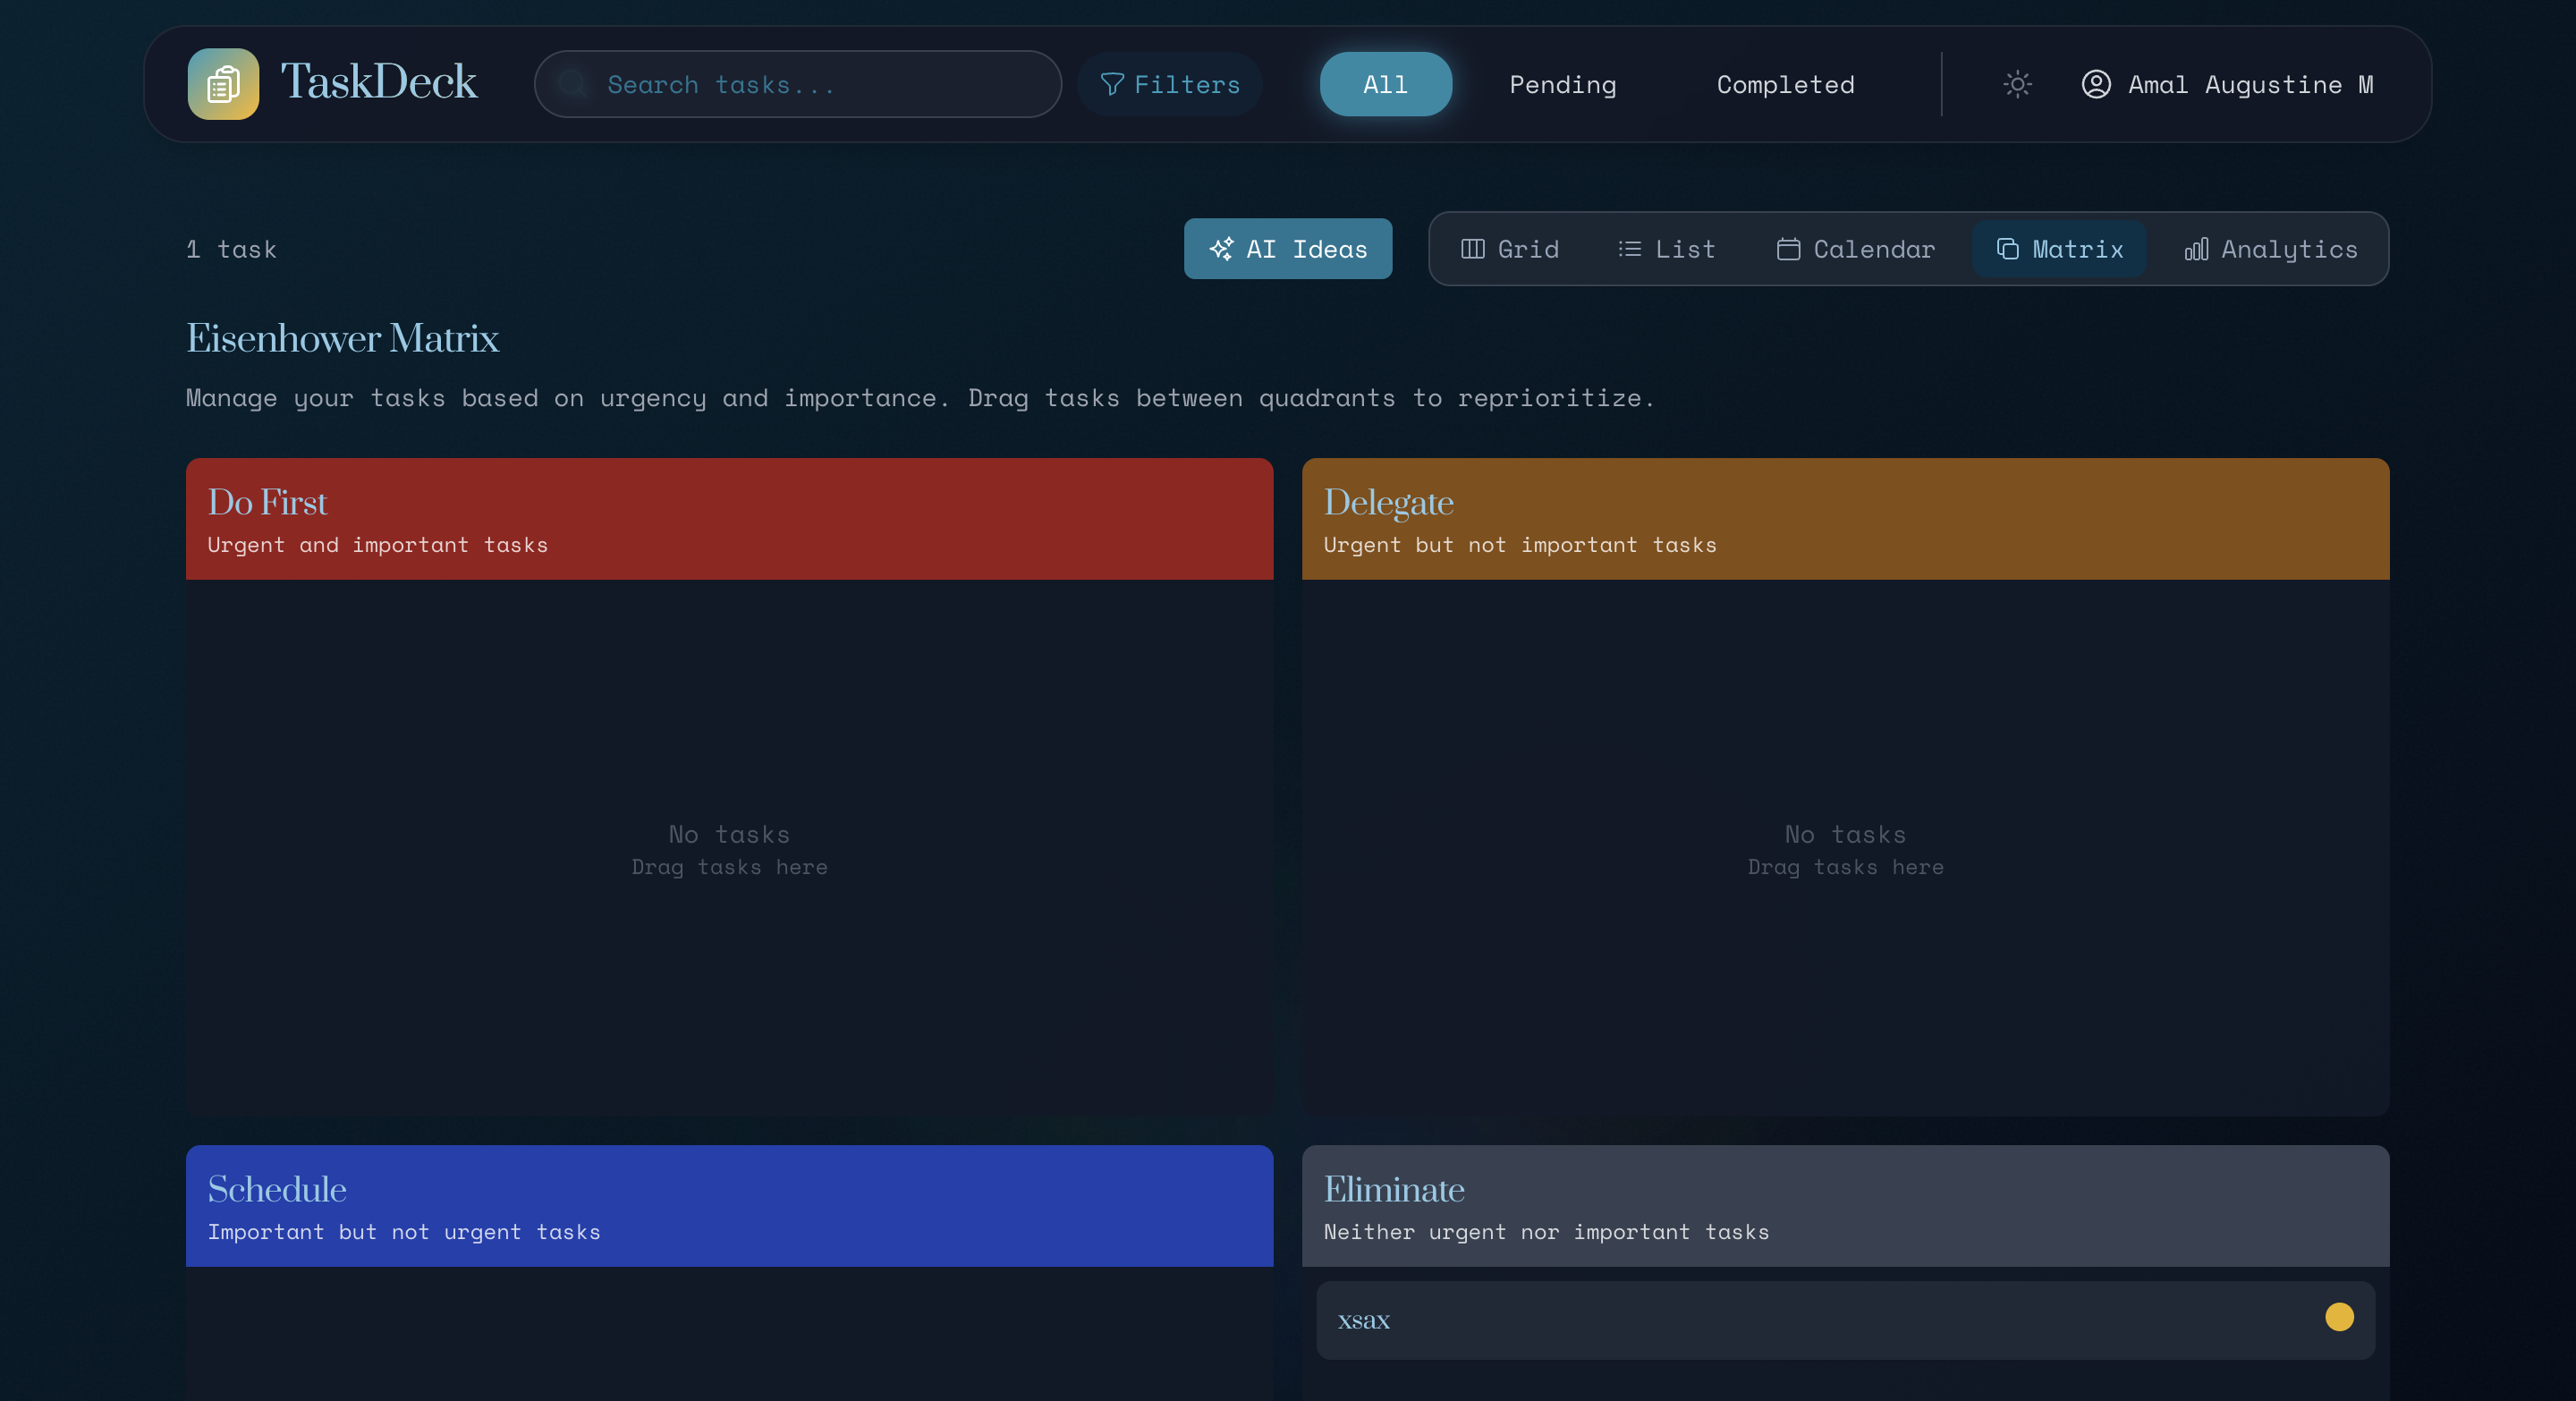 TaskDeck
Search tasks...
Filters
All
Pending
Completed
Amal Augustine M
1 task
AI Ideas
Grid
List
Calendar
Matrix
Analytics
Eisenhower Matrix
Manage your tasks based on urgency and importance. Drag tasks between quadrants to reprioritize.
Do First
Urgent and important tasks
No tasks
Drag tasks here
Delegate
Urgent but not important tasks
No tasks
Drag tasks here
Schedule
Important but not urgent tasks
Eliminate
Neither urgent nor important tasks
xsax